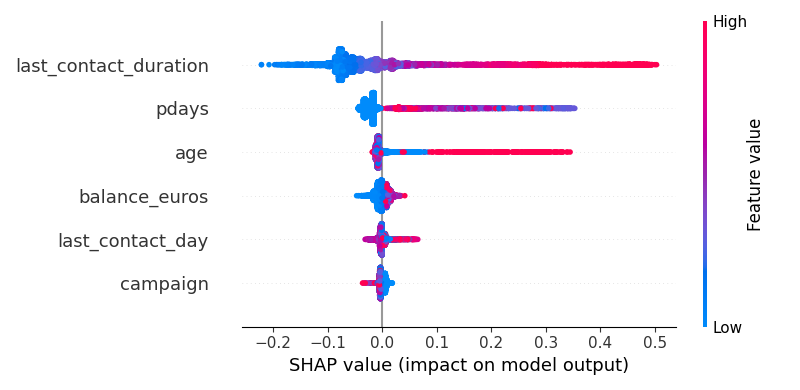 High
last_contact_duration
pdays
age
balance_euros
last_contact_day
campaign
Feature value
Low
−0.2 −0.1 0.0 0.1 0.2 0.3 0.4 0.5
SHAP value (impact on model output)